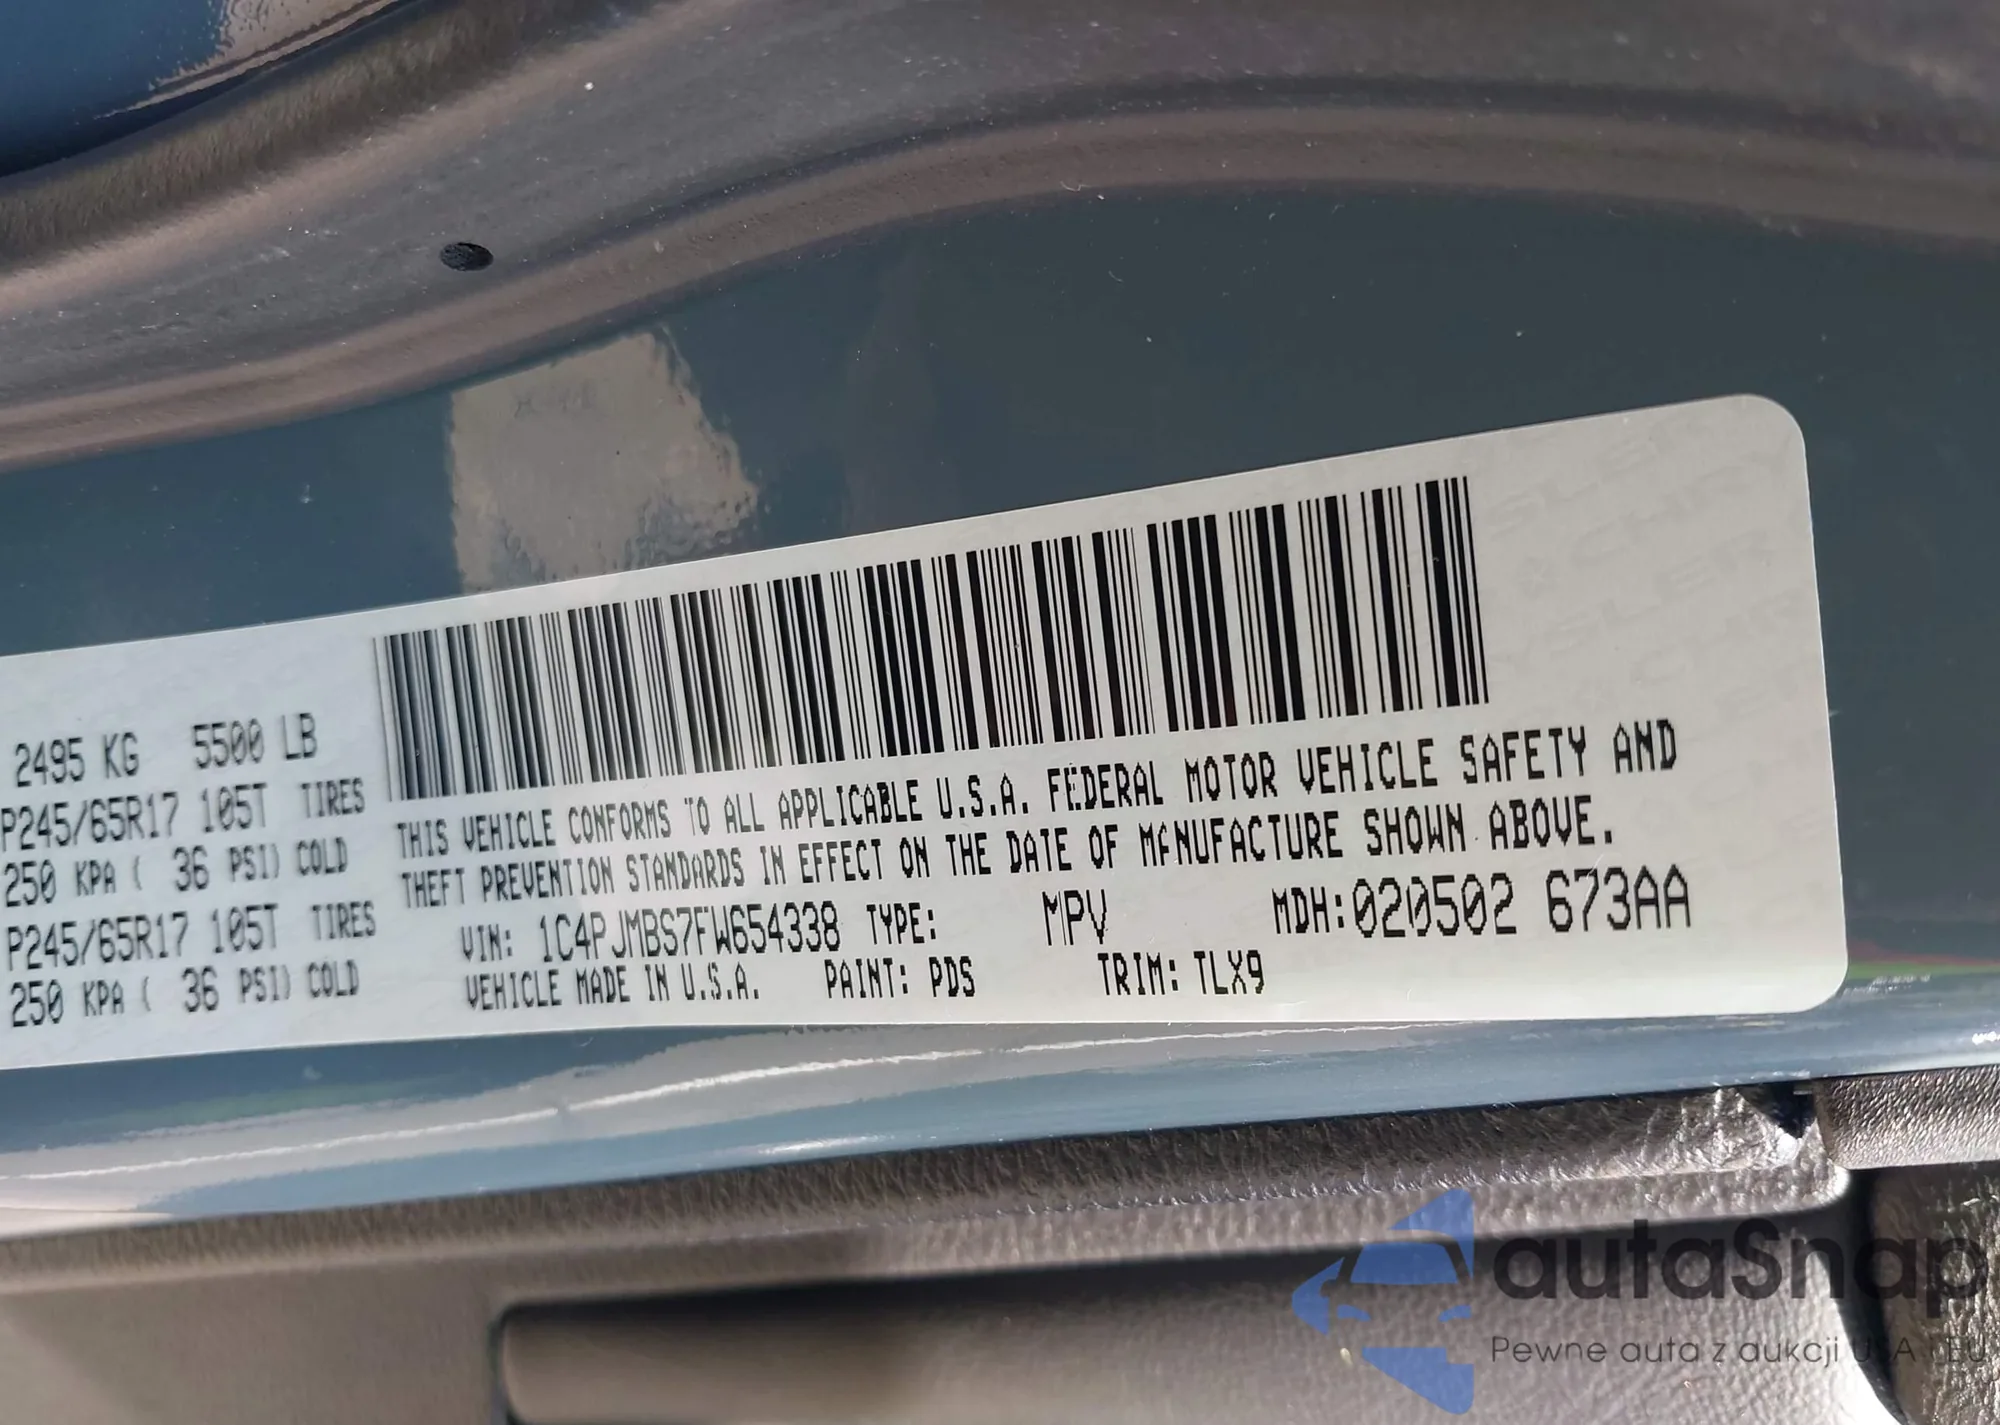 2495 KG 5500 LB
P245/65R17 105T TIRES
250 KPA ( 36 PSI) COLD
P245/65R17 105T TIRES
250 KPA ( 36 PSI) COLD
THIS VEHICLE CONFORMS TO ALL APPLICABLE U.S.A. FEDERAL MOTOR VEHICLE SAFETY AND
THEFT PREVENTION STANDARDS IN EFFECT ON THE DATE OF MANUFACTURE SHOWN ABOVE.
VIN: 1C4PJMBS7FW654338 TYPE: MPV MDH:020502 673AA
VEHICLE MADE IN U.S.A. PAINT: PDS TRIM: TLX9
autaSnap
Pewne auta z aukcji USA i EU